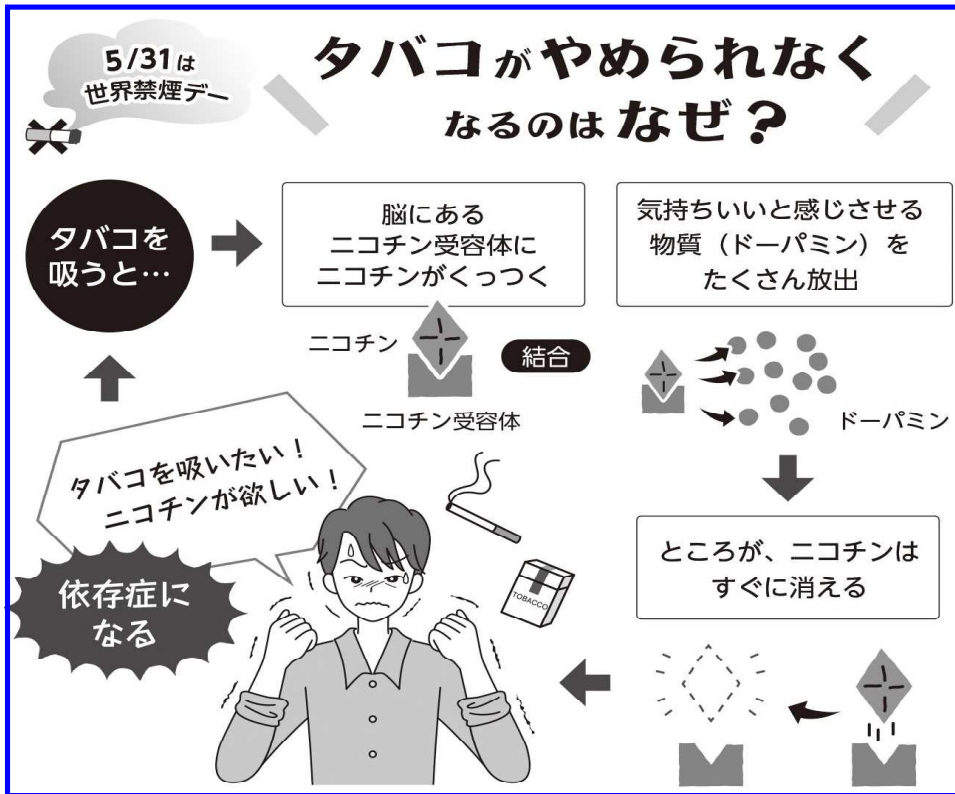 5/31は
世界禁煙デー
タバコがやめられなく
なるのはなぜ？
タバコを
吸うと…
脳にある
ニコチン受容体に
ニコチンがくっつく
ニコチン
結合
ニコチン受容体
気持ちいいと感じさせる
物質（ドーパミン）を
たくさん放出
ドーパミン
ところが、ニコチンは
すぐに消える
TOBACCO
タバコを吸いたい！
ニコチンが欲しい！
依存症に
なる